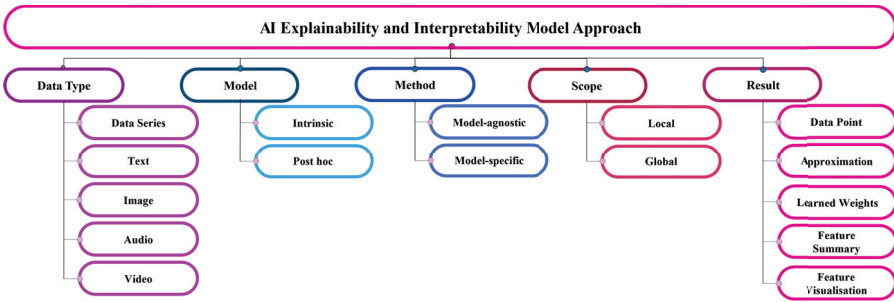 AI Explainability and Interpretability Model Approach
Data Type
Model
Method
Scope
Result
Data Series
Text
Image
Audio
Video
Intrinsic
Post hoc
Model-agnostic
Model-specific
Local
Global
Data Point
Approximation
Learned Weights
Feature
Summary
Feature
Visualisation